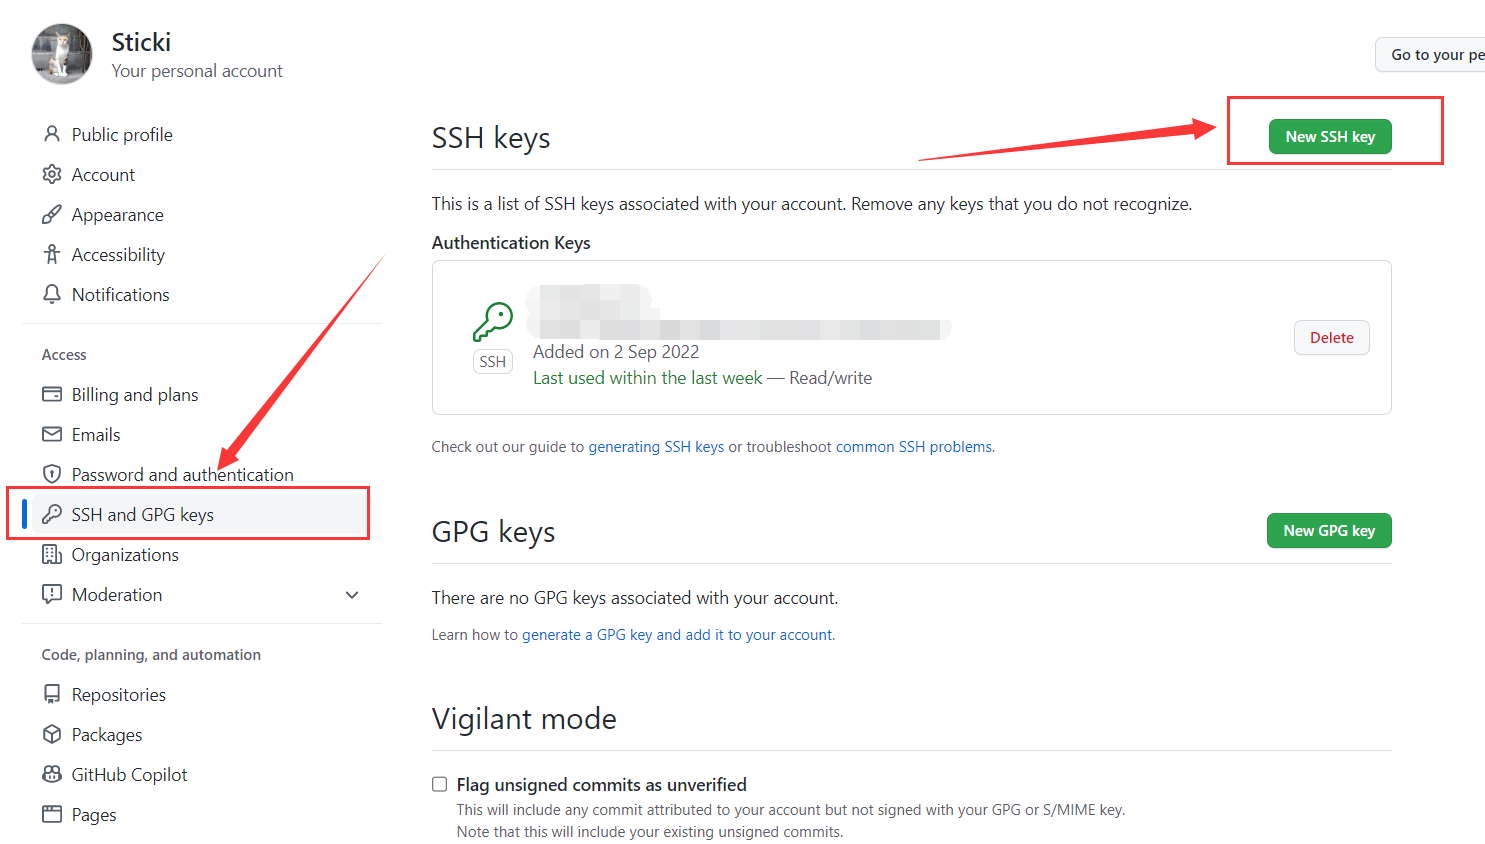 Sticki
Your personal account
Go to your pe
Public profile
Account
Appearance
Accessibility
Notifications
Access
Billing and plans
Emails
Password and authentication
SSH and GPG keys
Organizations
Moderation
Code, planning, and automation
Repositories
Packages
GitHub Copilot
Pages
SSH keys
New SSH key
This is a list of SSH keys associated with your account. Remove any keys that you do not recognize.
Authentication Keys
SSH
Added on 2 Sep 2022
Last used within the last week — Read/write
Delete
Check out our guide to generating SSH keys or troubleshoot common SSH problems.
GPG keys
New GPG key
There are no GPG keys associated with your account.
Learn how to generate a GPG key and add it to your account.
Vigilant mode
Flag unsigned commits as unverified
This will include any commit attributed to your account but not signed with your GPG or S/MIME key.
Note that this will include your existing unsigned commits.